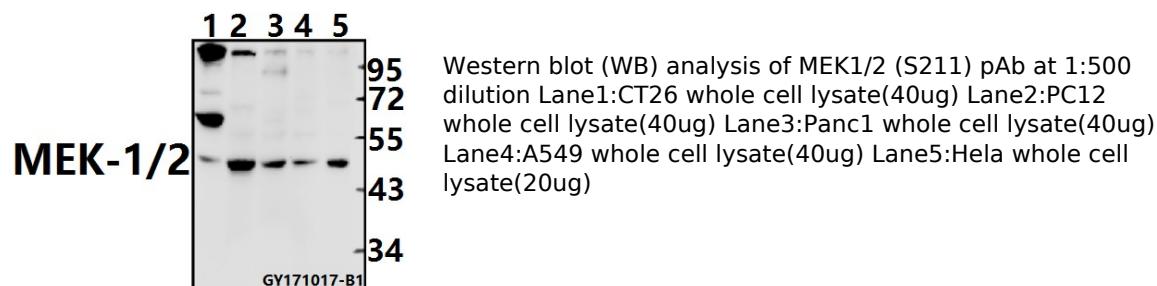 1 2 3 4 5
95
72
55
MEK-1/2
43
34
GY171017-B1
Western blot (WB) analysis of MEK1/2 (S211) pAb at 1:500
dilution Lane1:CT26 whole cell lysate(40ug) Lane2:PC12
whole cell lysate(40ug) Lane3:Panc1 whole cell lysate(40ug)
Lane4:A549 whole cell lysate(40ug) Lane5:Hela whole cell
lysate(20ug)